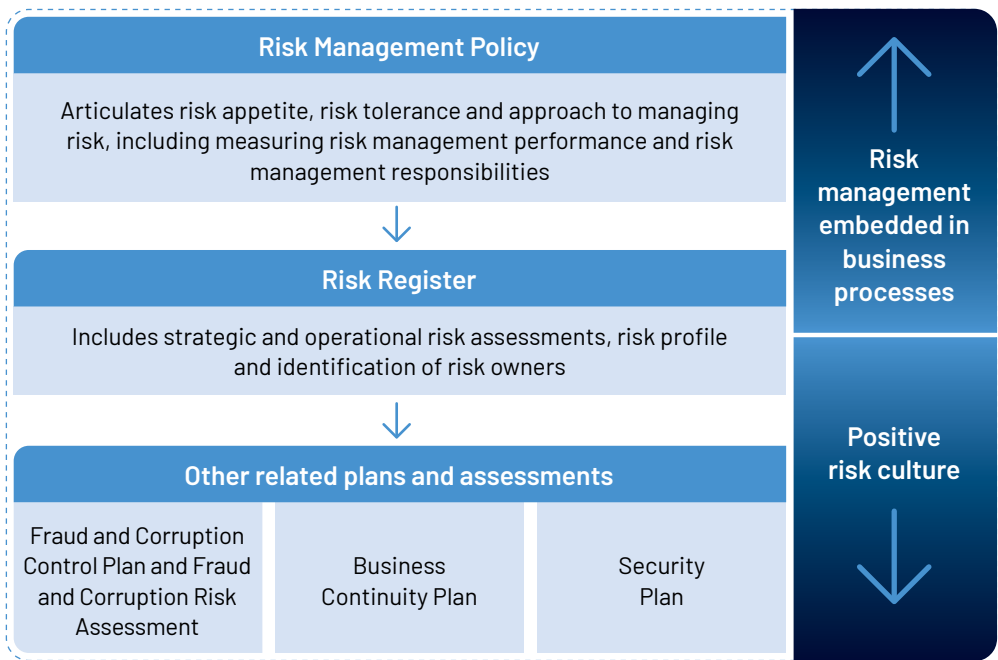 Risk Management Policy
Articulates risk appetite, risk tolerance and approach to managing
risk, including measuring risk management performance and risk
management responsibilities
Risk Register
Includes strategic and operational risk assessments, risk profile
and identification of risk owners
Other related plans and assessments
Fraud and Corruption
Control Plan and Fraud
and Corruption Risk
Assessment
Business
Continuity Plan
Security
Plan
Risk
management
embedded in
business
processes
Positive
risk culture